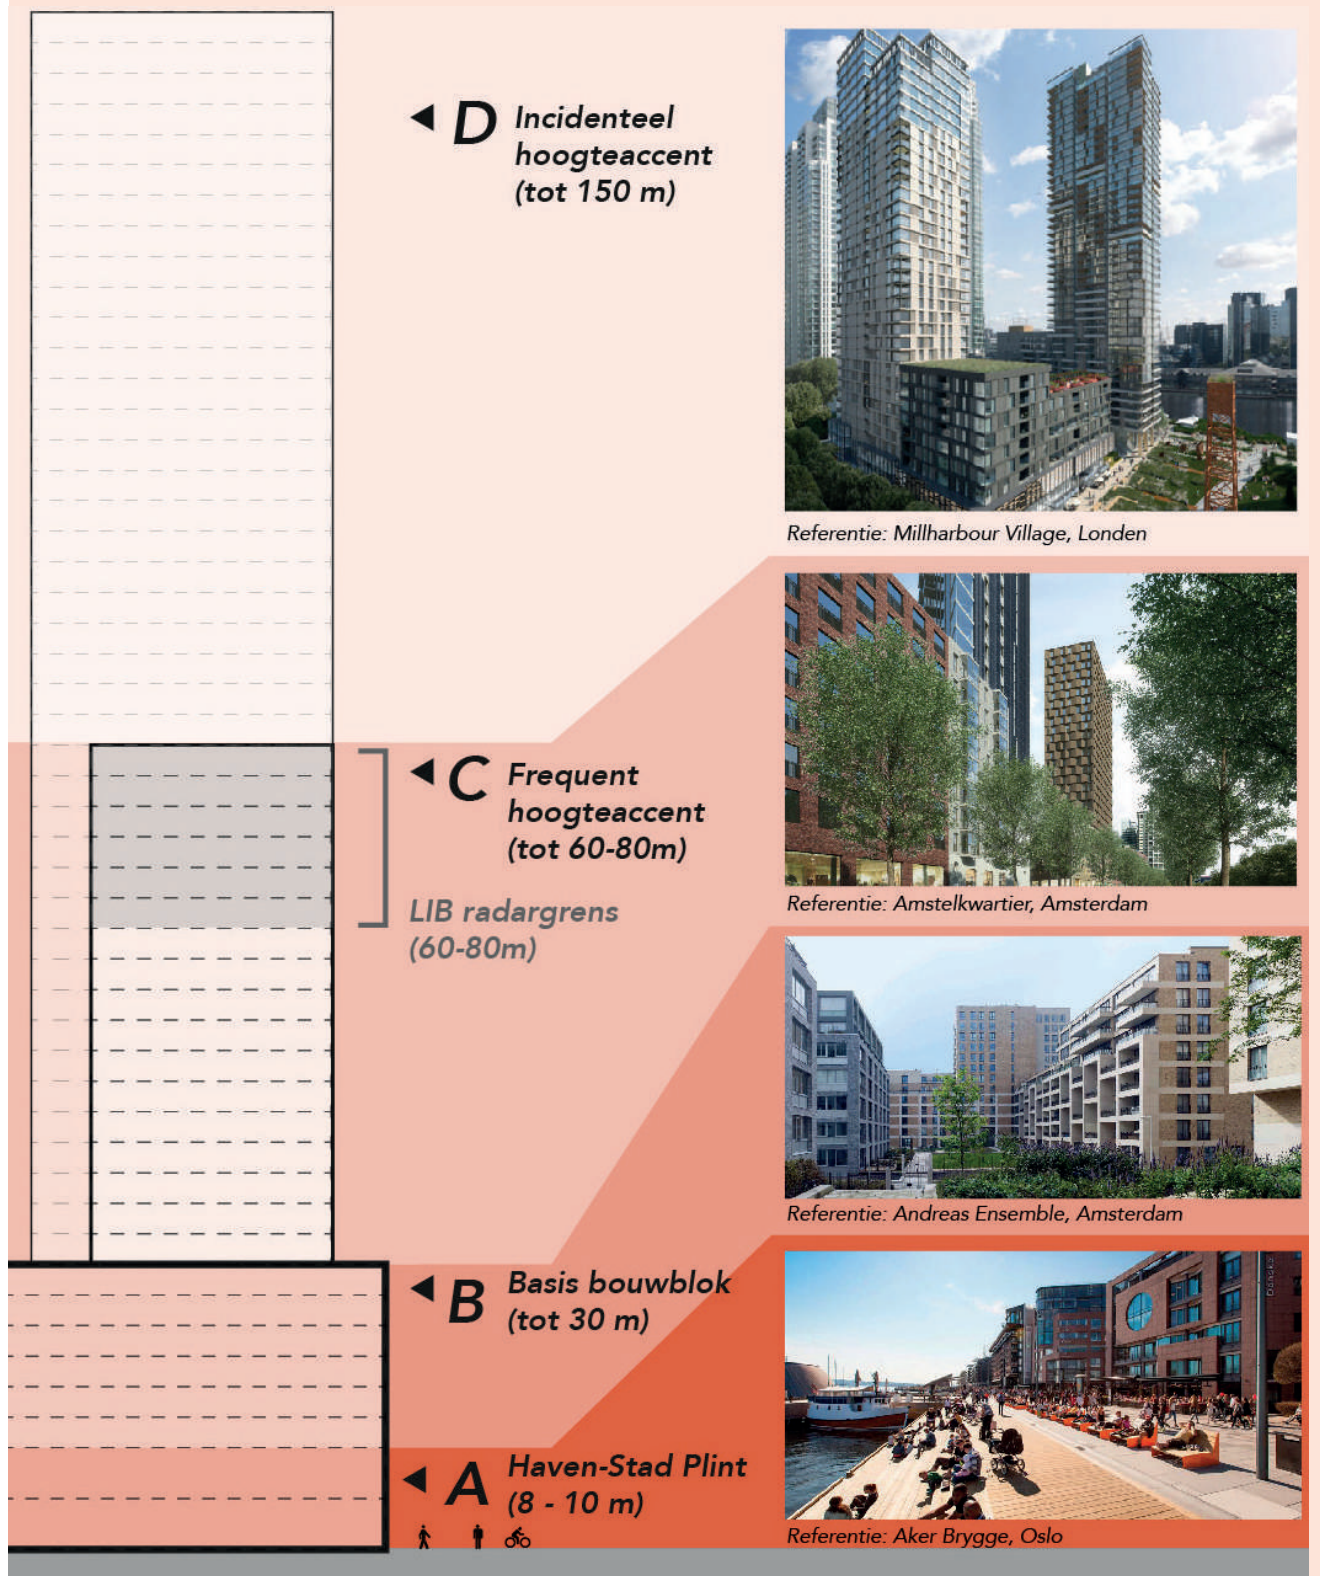 D Incidenteel
hoogteaccent
(tot 150 m)
Referentie: Millharbour Village, Londen
C Frequent
hoogteaccent
(tot 60-80m)
LIB radargrens
(60-80m)
Referentie: Amstelkwartier, Amsterdam
Referentie: Andreas Ensemble, Amsterdam
B Basis bouwblok
(tot 30 m)
A Haven-Stad Plint
(8 - 10 m)
Referentie: Aker Brygge, Oslo